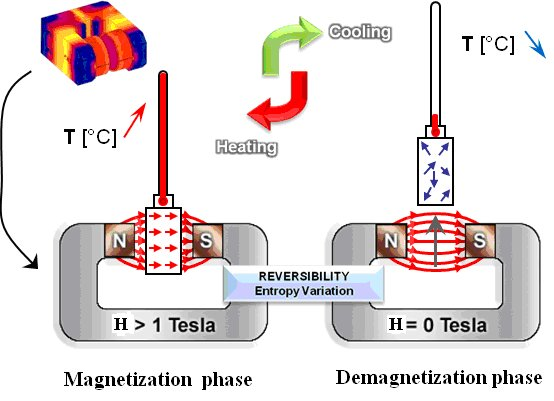 Cooling
T [°C]
T [°C]
Heating
N S
N S
REVERSIBILITY
Entropy Variation
H > 1 Tesla
H = 0 Tesla
Magnetization phase
Demagnetization phase